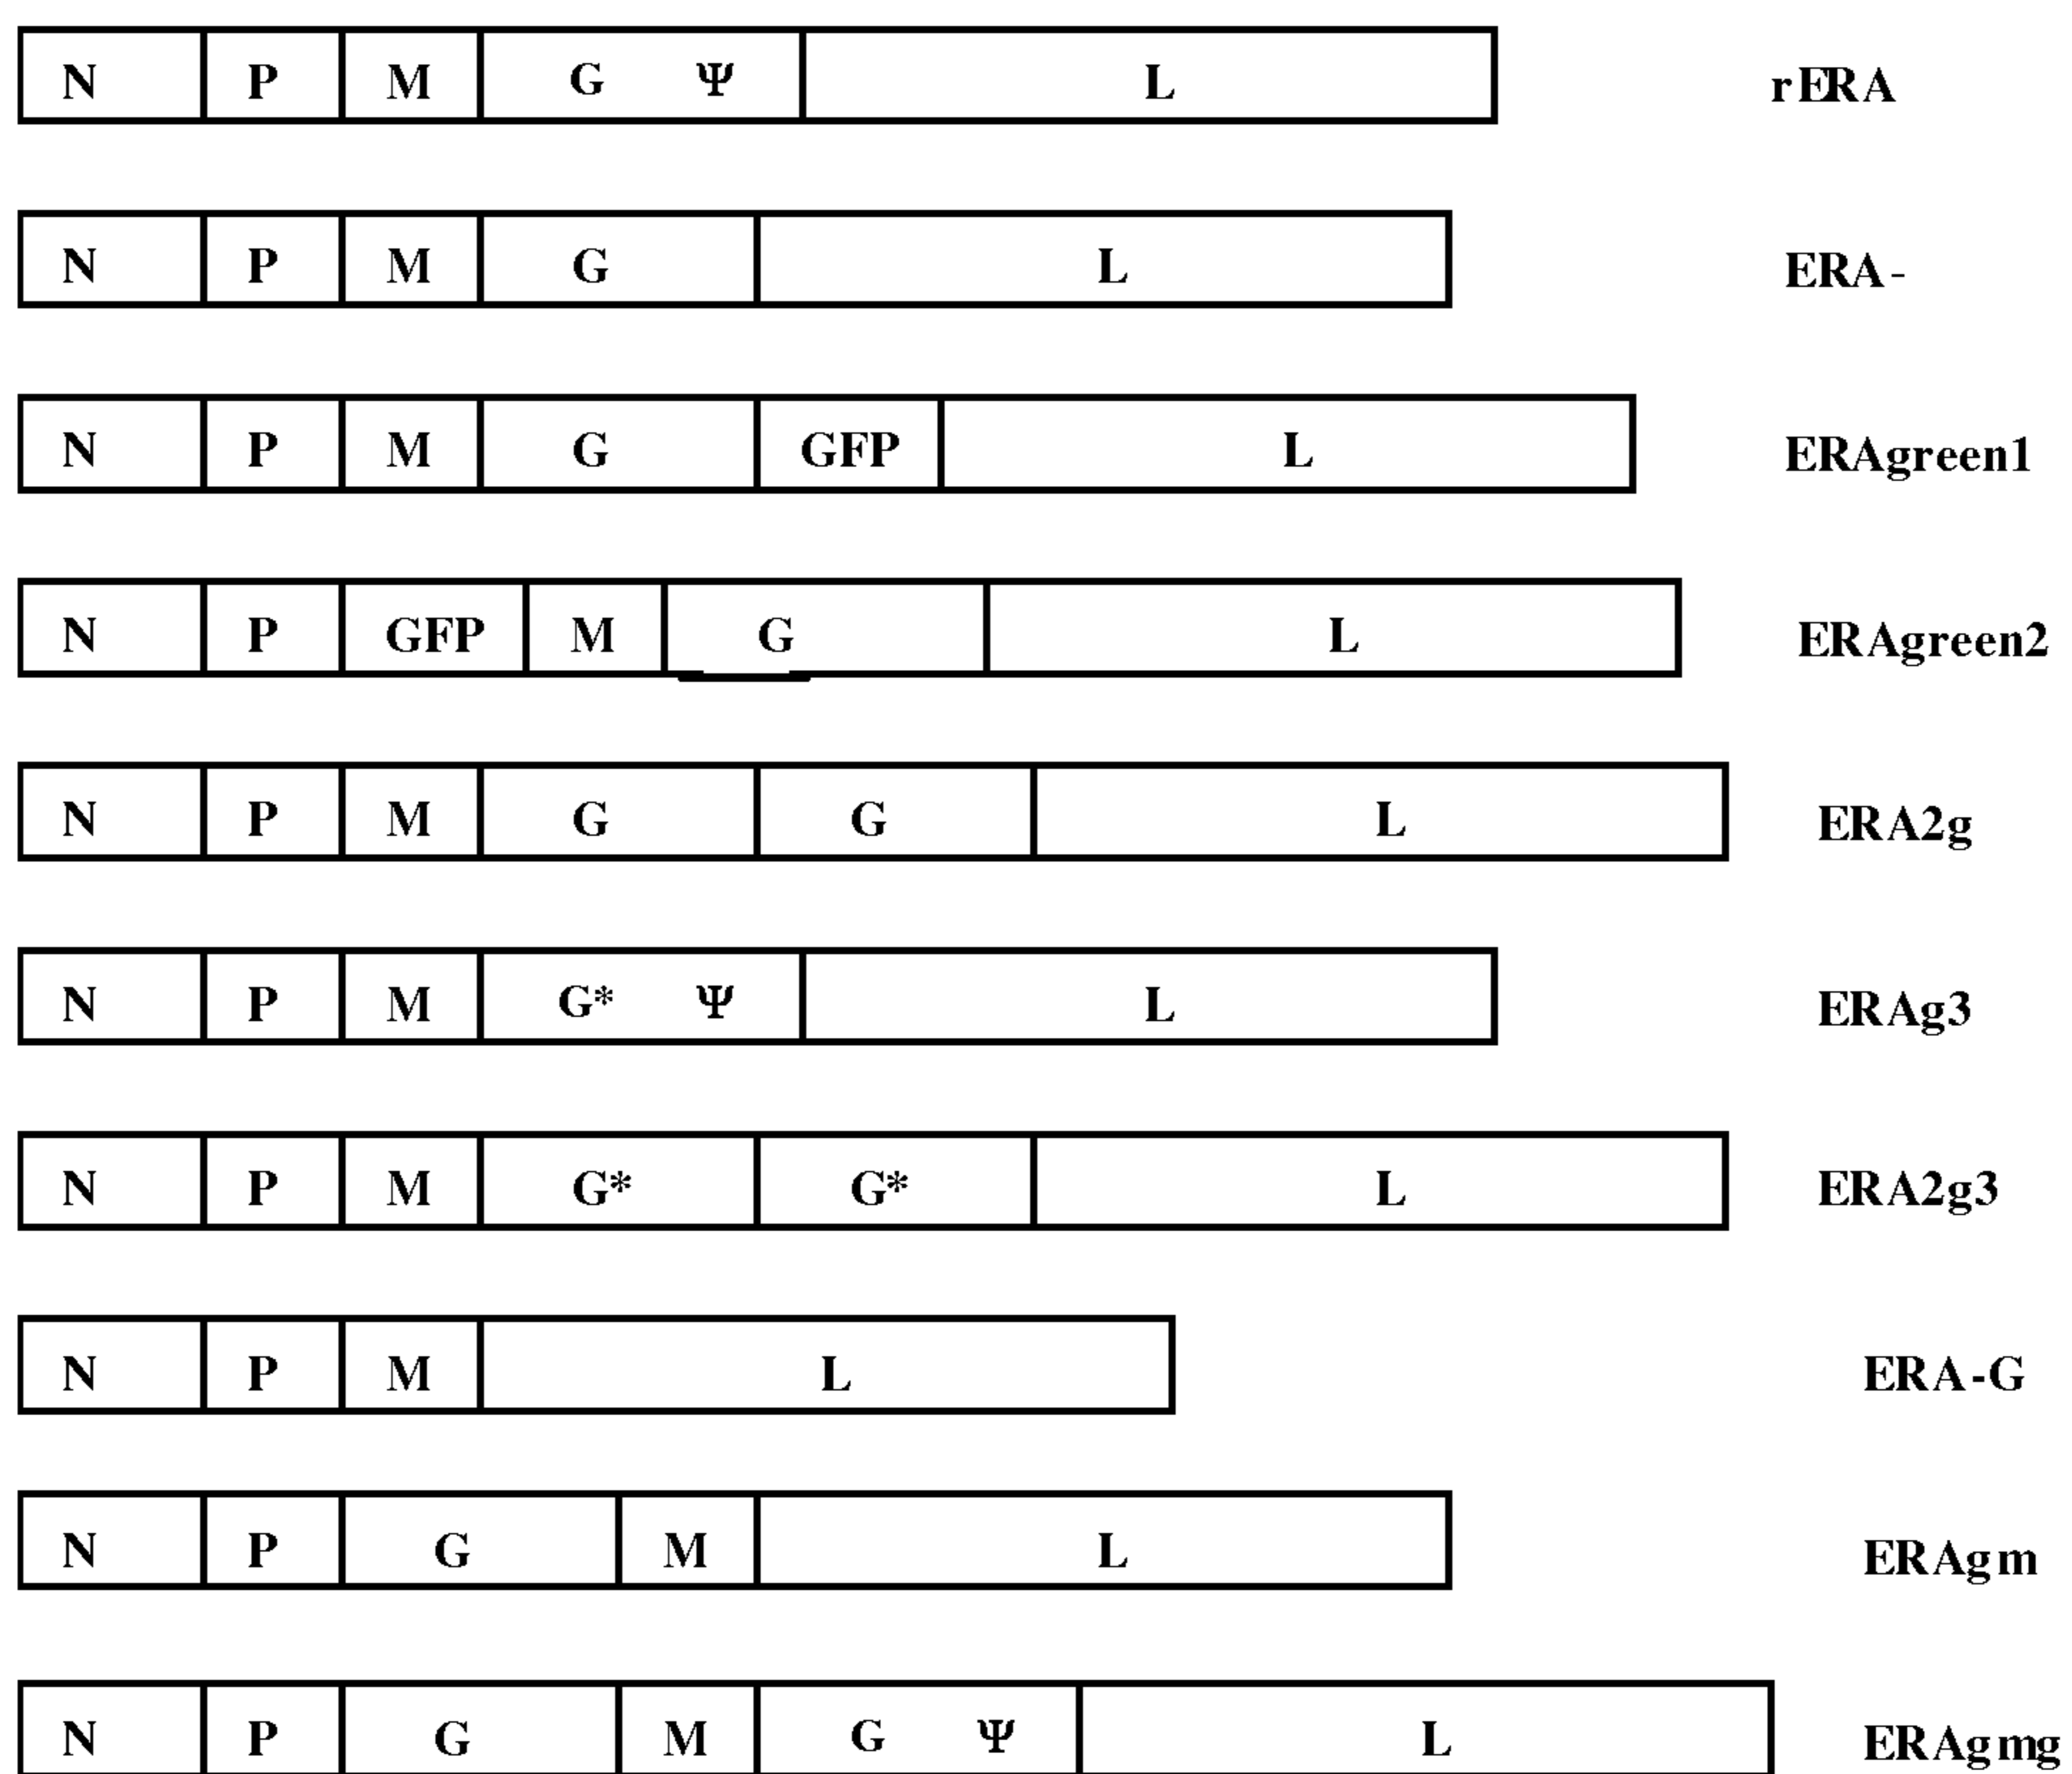 N P M G Ψ L rERA
N P M G L ERA-
N P M G GFP L ERAgreen1
N P GFP M G L ERAgreen2
N P M G G L ERA2g
N P M G* Ψ L ERAg3
N P M G* G* L ERA2g3
N P M L ERA-G
N P G M L ERAgm
N P G M G Ψ L ERAgmg